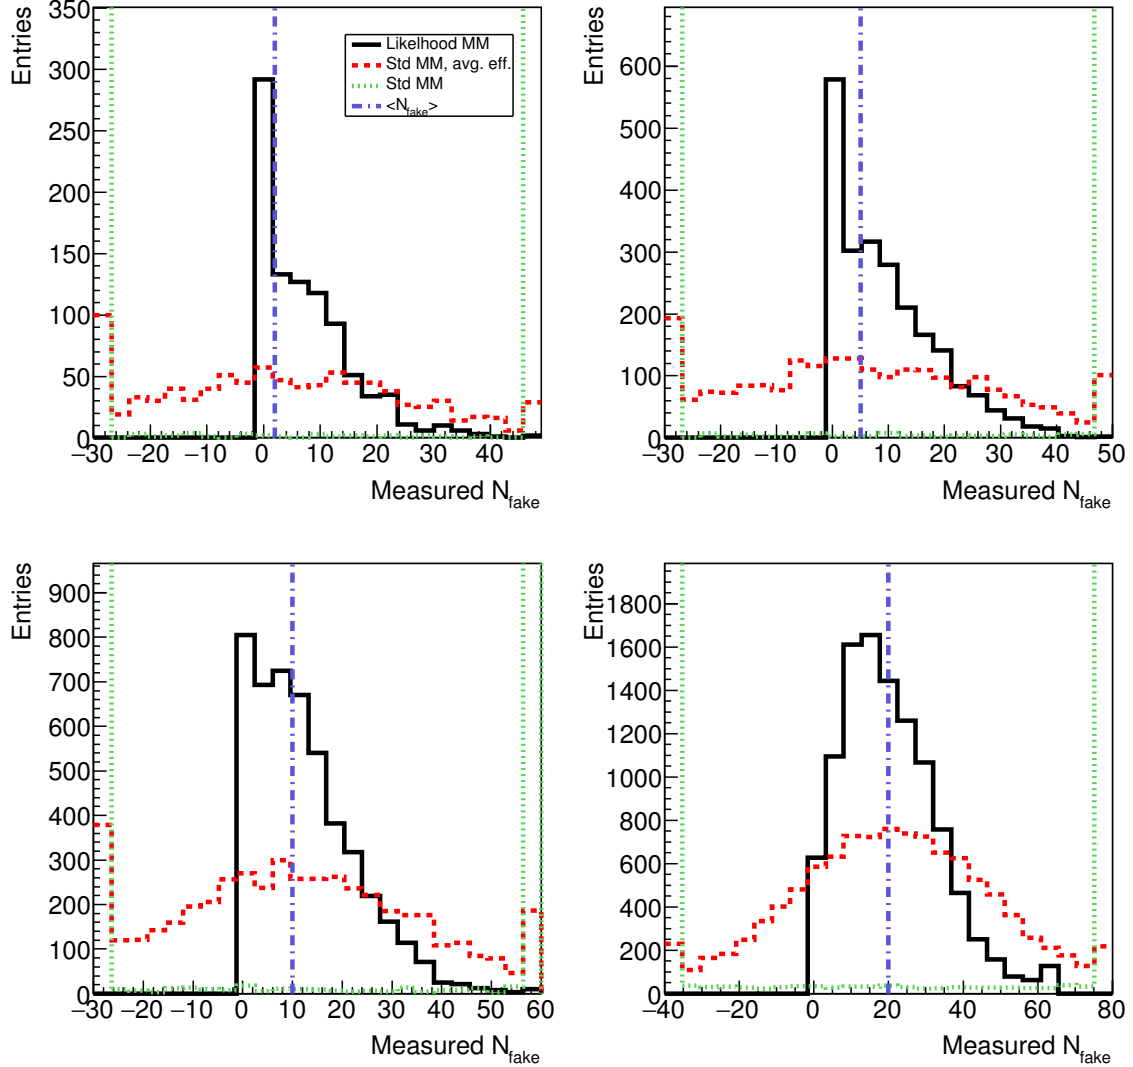 Entries
350
300
250
200
150
100
50
0
Likelhood MM
Std MM, avg. eff.
Std MM
<N_fake>
−30 −20 −10 0 10 20 30 40
Measured N_fake
Entries
600
500
400
300
200
100
0
−30 −20 −10 0 10 20 30 40 50
Measured N_fake
Entries
900
800
700
600
500
400
300
200
100
0
−30 −20 −10 0 10 20 30 40 50 60
Measured N_fake
Entries
1800
1600
1400
1200
1000
800
600
400
200
0
−40 −20 0 20 40 60 80
Measured N_fake